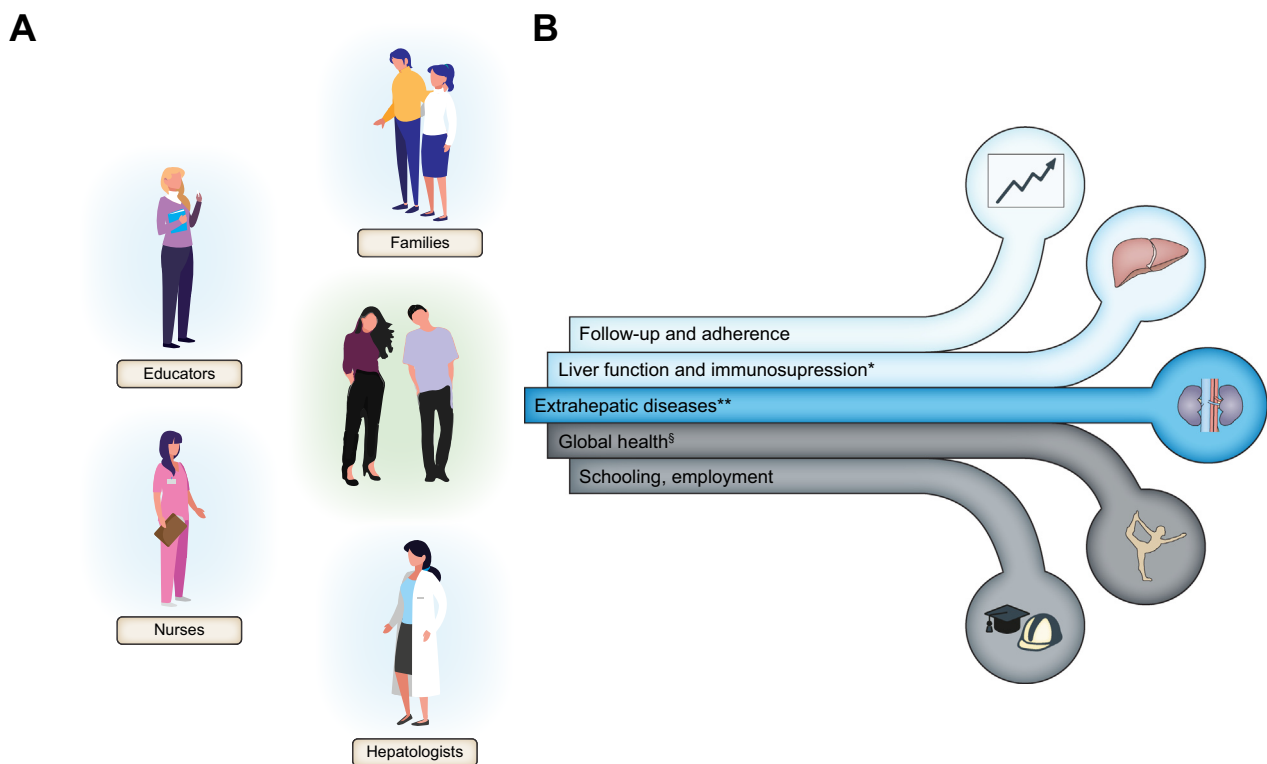 A
B
Families
Educators
Nurses
Hepatologists
Follow-up and adherence
Liver function and immunosupression*
Extrahepatic diseases**
Global health§
Schooling, employment